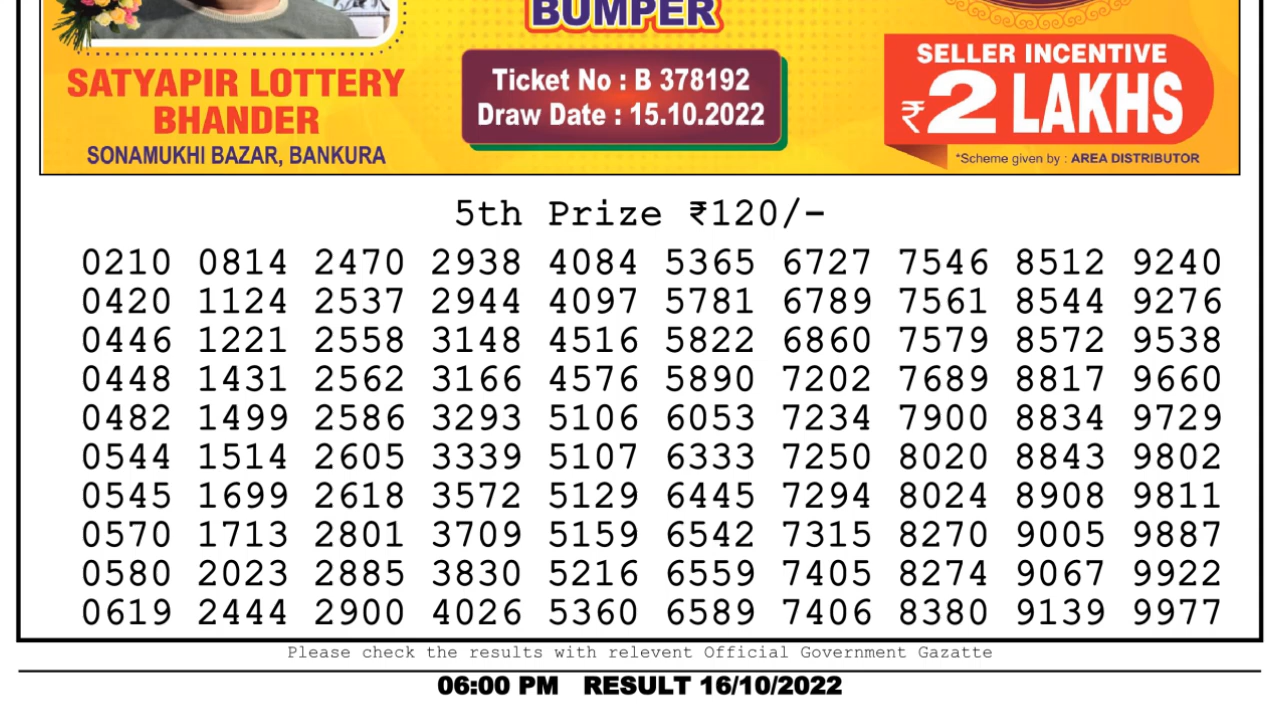 BUMPER
SATYAPIR LOTTERY
BHANDER
SONAMUKHI BAZAR, BANKURA
Ticket No : B 378192
Draw Date : 15.10.2022
SELLER INCENTIVE
₹2 LAKHS
*Scheme given by : AREA DISTRIBUTOR
5th Prize ₹120/-
0210 0814 2470 2938 4084 5365 6727 7546 8512 9240
0420 1124 2537 2944 4097 5781 6789 7561 8544 9276
0446 1221 2558 3148 4516 5822 6860 7579 8572 9538
0448 1431 2562 3166 4576 5890 7202 7689 8817 9660
0482 1499 2586 3293 5106 6053 7234 7900 8834 9729
0544 1514 2605 3339 5107 6333 7250 8020 8843 9802
0545 1699 2618 3572 5129 6445 7294 8024 8908 9811
0570 1713 2801 3709 5159 6542 7315 8270 9005 9887
0580 2023 2885 3830 5216 6559 7405 8274 9067 9922
0619 2444 2900 4026 5360 6589 7406 8380 9139 9977
Please check the results with relevent Official Government Gazatte
06:00 PM RESULT 16/10/2022